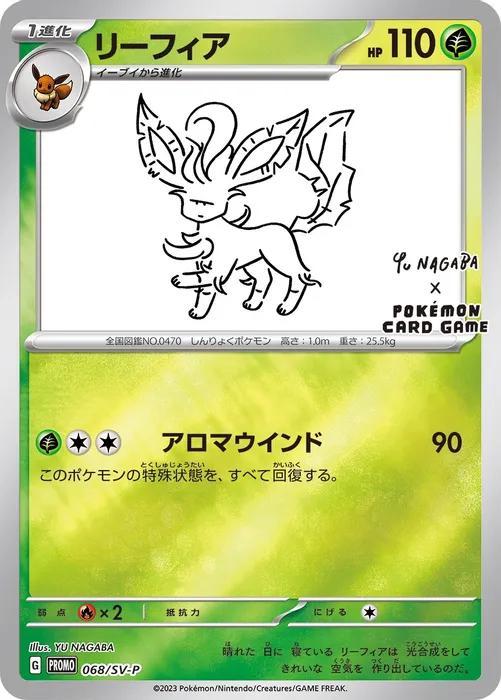 1進化
リーフィア
HP 110
イーブイから進化
Yu NAGABA
×
POKÉMON
CARD GAME
全国図鑑NO.0470 しんりょくポケモン 高さ：1.0m 重さ：25.5kg
アロマウインド 90
このポケモンの特殊状態を、すべて回復する。
弱点 ×2 抵抗力 にげる
Illus. YU NAGABA
G PROMO 068/SV-P
晴れた 日に 寝ている リーフィアは 光合成をして
きれいな 空気を 作り出しているのだ。
©2023 Pokémon/Nintendo/Creatures/GAME FREAK.